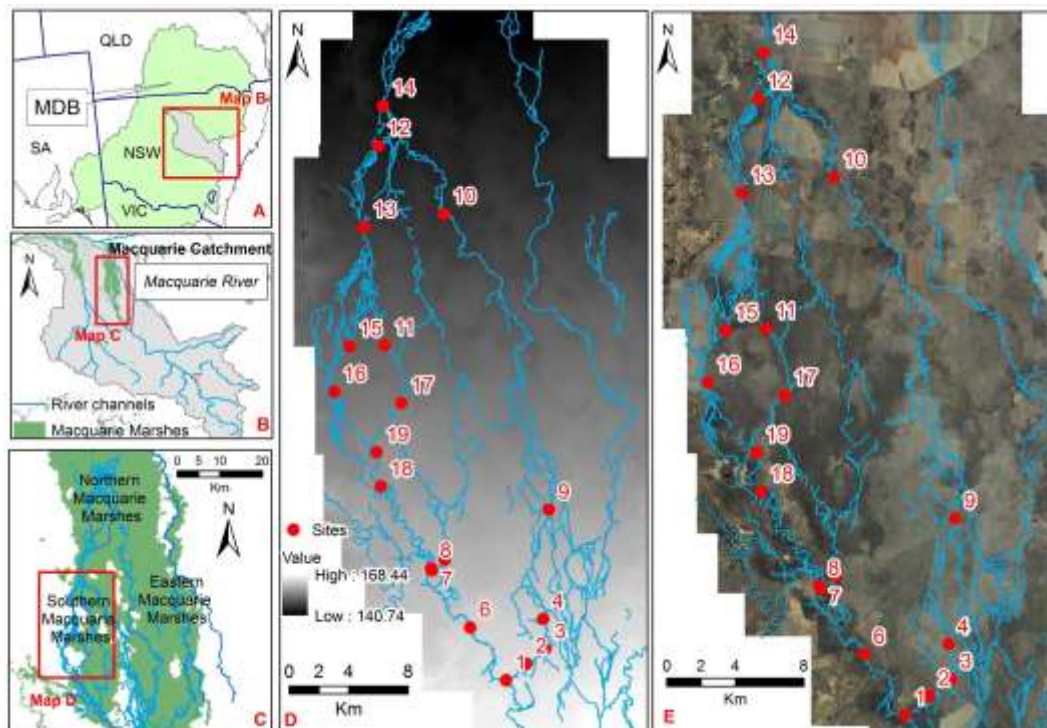 QLD
MDB
Map B
SA
NSW
VIC
A
N
Macquarie Catchment
Macquarie River
Map C
River channels
Macquarie Marshes
B
0 5 10 20
Km
Northern
Macquarie
Marshes
N
Southern
Macquarie
Marshes
Eastern
Macquarie
Marshes
Map D
C
N
14
12
10
13
15
11
16
17
19
18
9
Sites
Value
High : 168.44
Low : 140.74
8
7
6
4
3
2
1
0 2 4 8
Km
D
N
14
12
10
13
15
11
16
17
19
18
9
8
7
6
4
3
2
1
0 2 4 8
Km
E